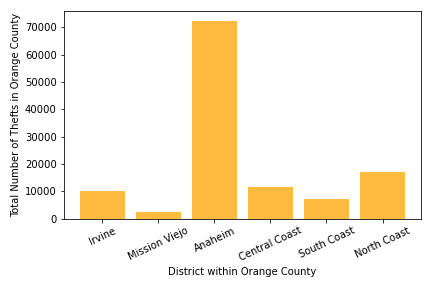 Total Number of Thefts in Orange County
70000
60000
50000
40000
30000
20000
10000
0
Irvine
Mission Viejo
Anaheim
Central Coast
South Coast
North Coast
District within Orange County